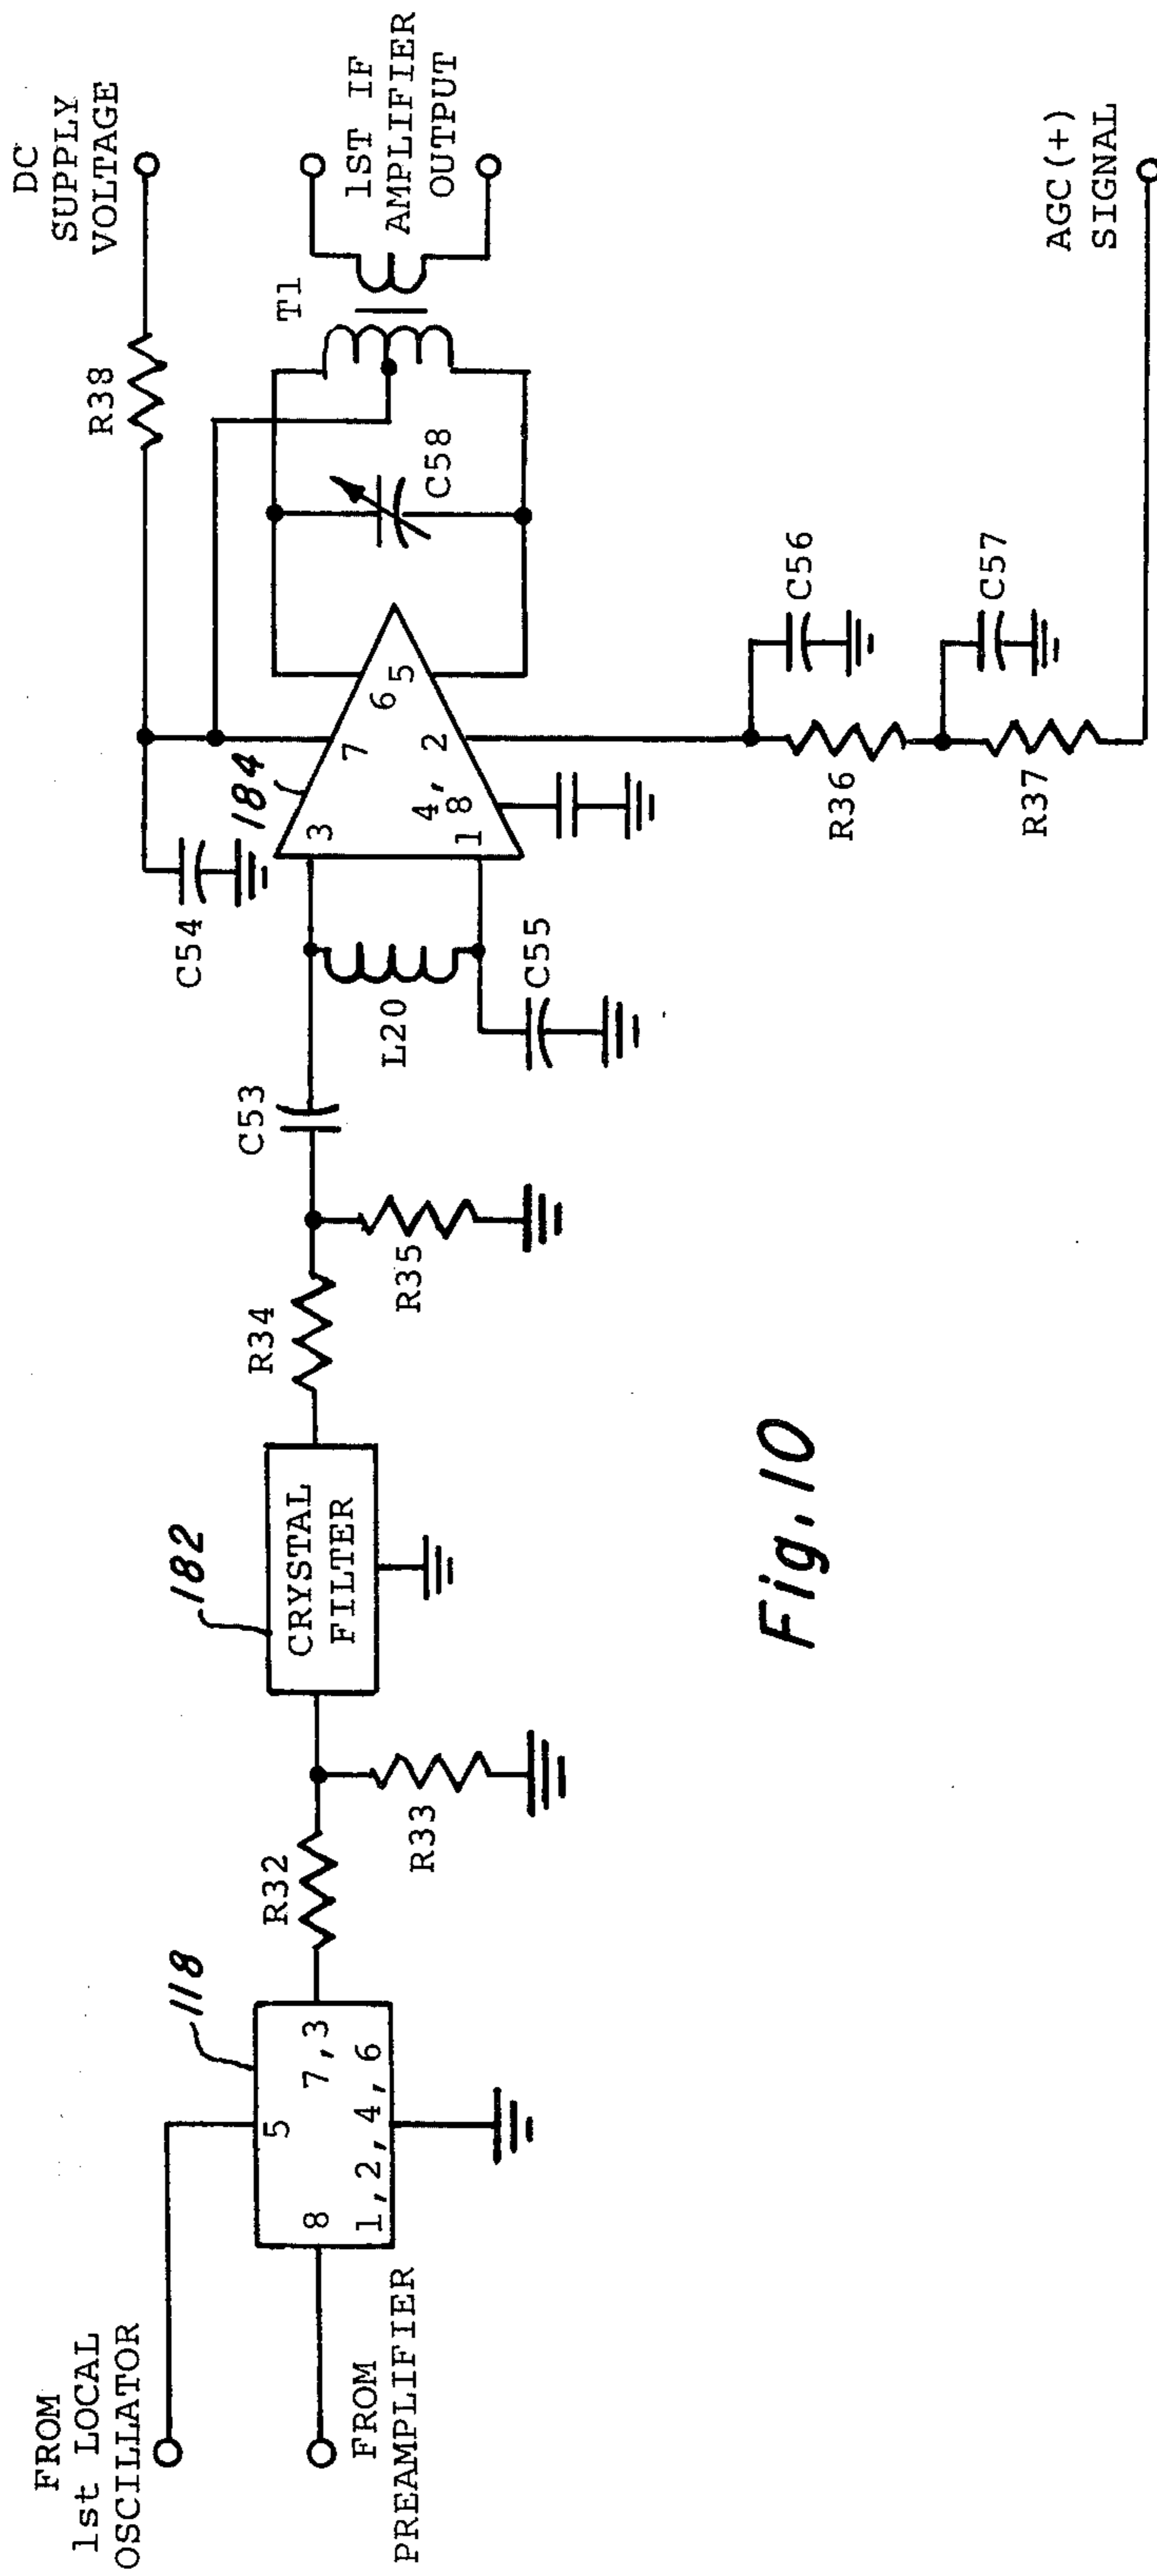 FROM
1st LOCAL
OSCILLATOR
FROM
PREAMPLIFIER
118
5
8
7,3
1,2,4,6
R32
R33
182
CRYSTAL
FILTER
R34
R35
C53
L20
C55
C54
184
3
1
4,
8
7
2
6
5
R38
DC
SUPPLY
VOLTAGE
C58
T1
1ST IF
AMPLIFIER
OUTPUT
C56
R36
C57
R37
AGC(+)
SIGNAL
Fig. 10